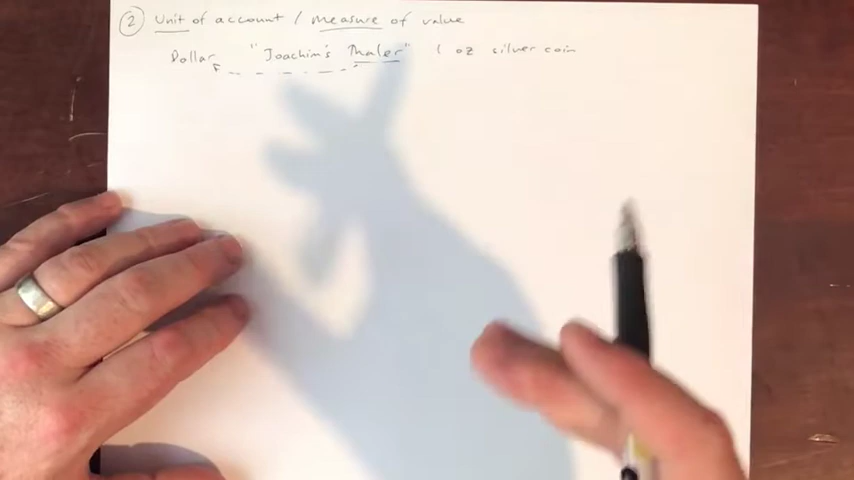 ② Unit of account / Measure of value
Dollar "Joachim's Thaler" 1 oz silver coin